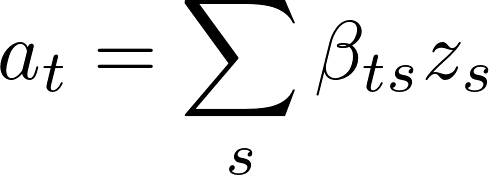 $a_t = \sum_s \beta_{ts} z_s$